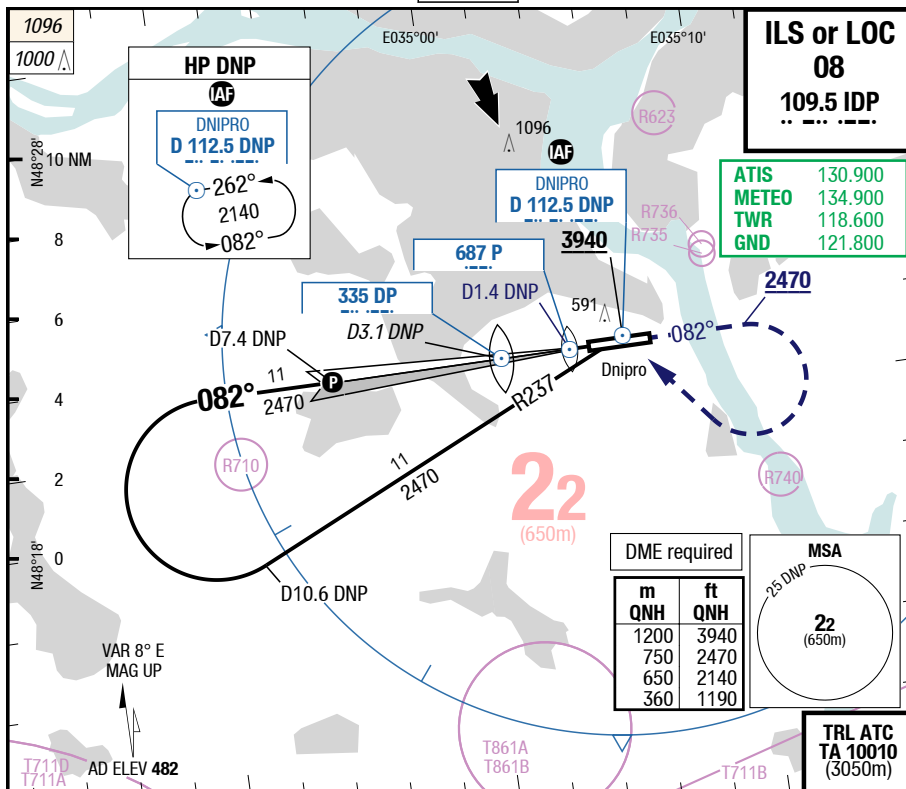 1096
1000
HP DNP
IAF
DNIPRO
D 112.5 DNP
262°
2140
082°
E035°00'
E035°10'
ILS or LOC
08
109.5 IDP
R623
1096
IAF
DNIPRO
D 112.5 DNP
3940
ATIS 130.900
METEO 134.900
TWR 118.600
GND 121.800
R736
R735
N48°28'
10 NM
8
6
4
2
0
N48°18'
687 P
335 DP
D1.4 DNP
D3.1 DNP
591
2470
082°
D7.4 DNP
P
Dnipro
082°
11
2470
R237
11
2470
R710
R740
22
(650m)
D10.6 DNP
DME required
m ft
QNH QNH
1200 3940
750 2470
650 2140
360 1190
MSA
25 DNP
22
(650m)
VAR 8° E
MAG UP
AD ELEV 482
T711D
T711A
T861A
T861B
T711B
TRL ATC
TA 10010
(3050m)